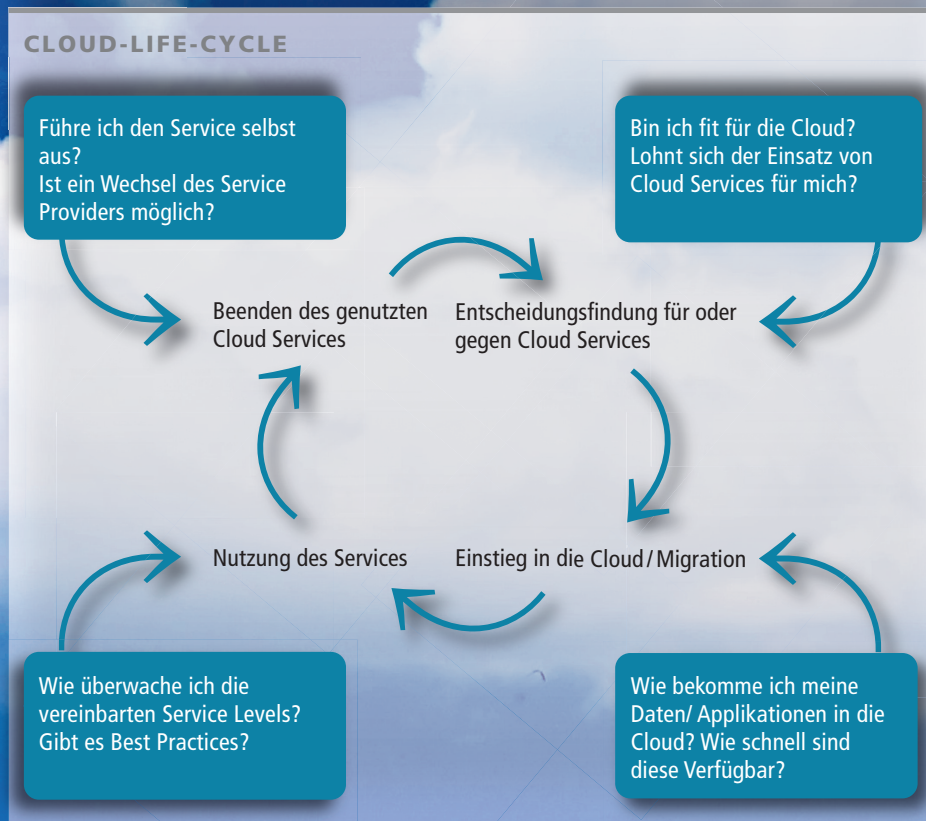 CLOUD-LIFE-CYCLE
Führe ich den Service selbst
aus?
Ist ein Wechsel des Service
Providers möglich?
Bin ich fit für die Cloud?
Lohnt sich der Einsatz von
Cloud Services für mich?
Beenden des genutzten
Cloud Services
Entscheidungsfindung für oder
gegen Cloud Services
Nutzung des Services
Einstieg in die Cloud / Migration
Wie überwache ich die
vereinbarten Service Levels?
Gibt es Best Practices?
Wie bekomme ich meine
Daten/ Applikationen in die
Cloud? Wie schnell sind
diese Verfügbar?